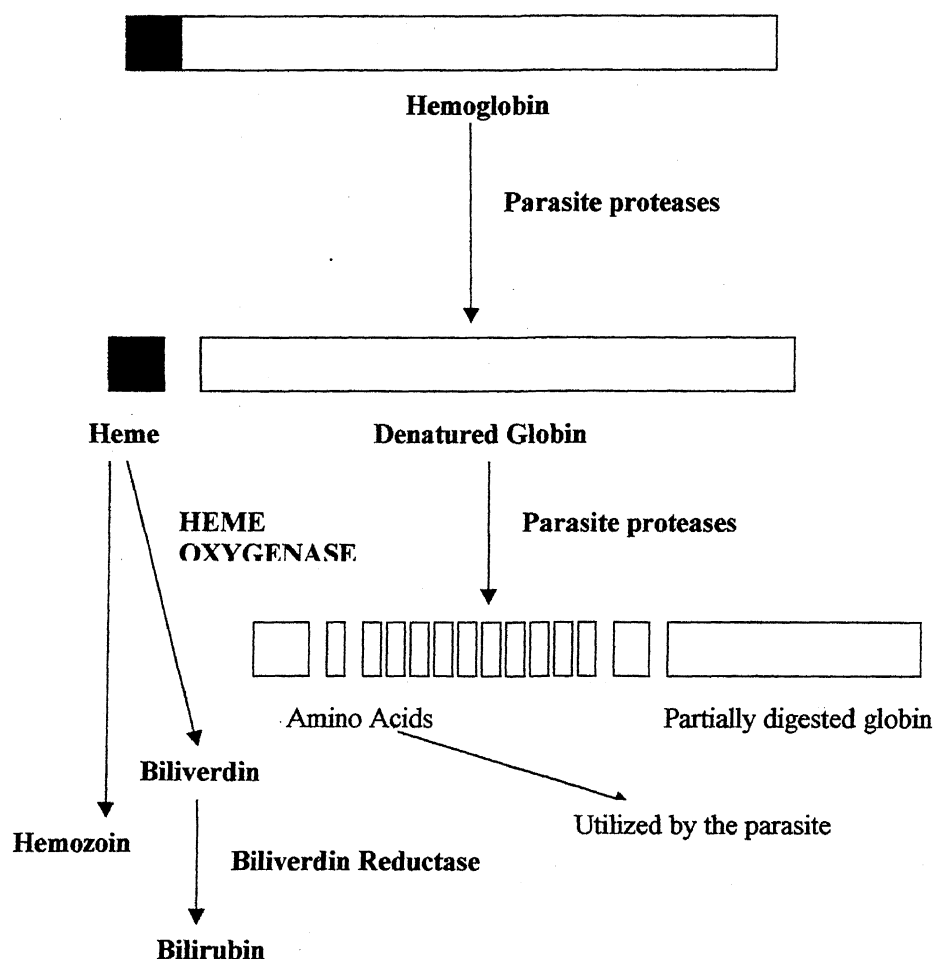 Hemoglobin
Parasite proteases
Heme
Denatured Globin
HEME
OXYGENASE
Parasite proteases
Amino Acids
Partially digested globin
Biliverdin
Utilized by the parasite
Hemozoin
Biliverdin Reductase
Bilirubin